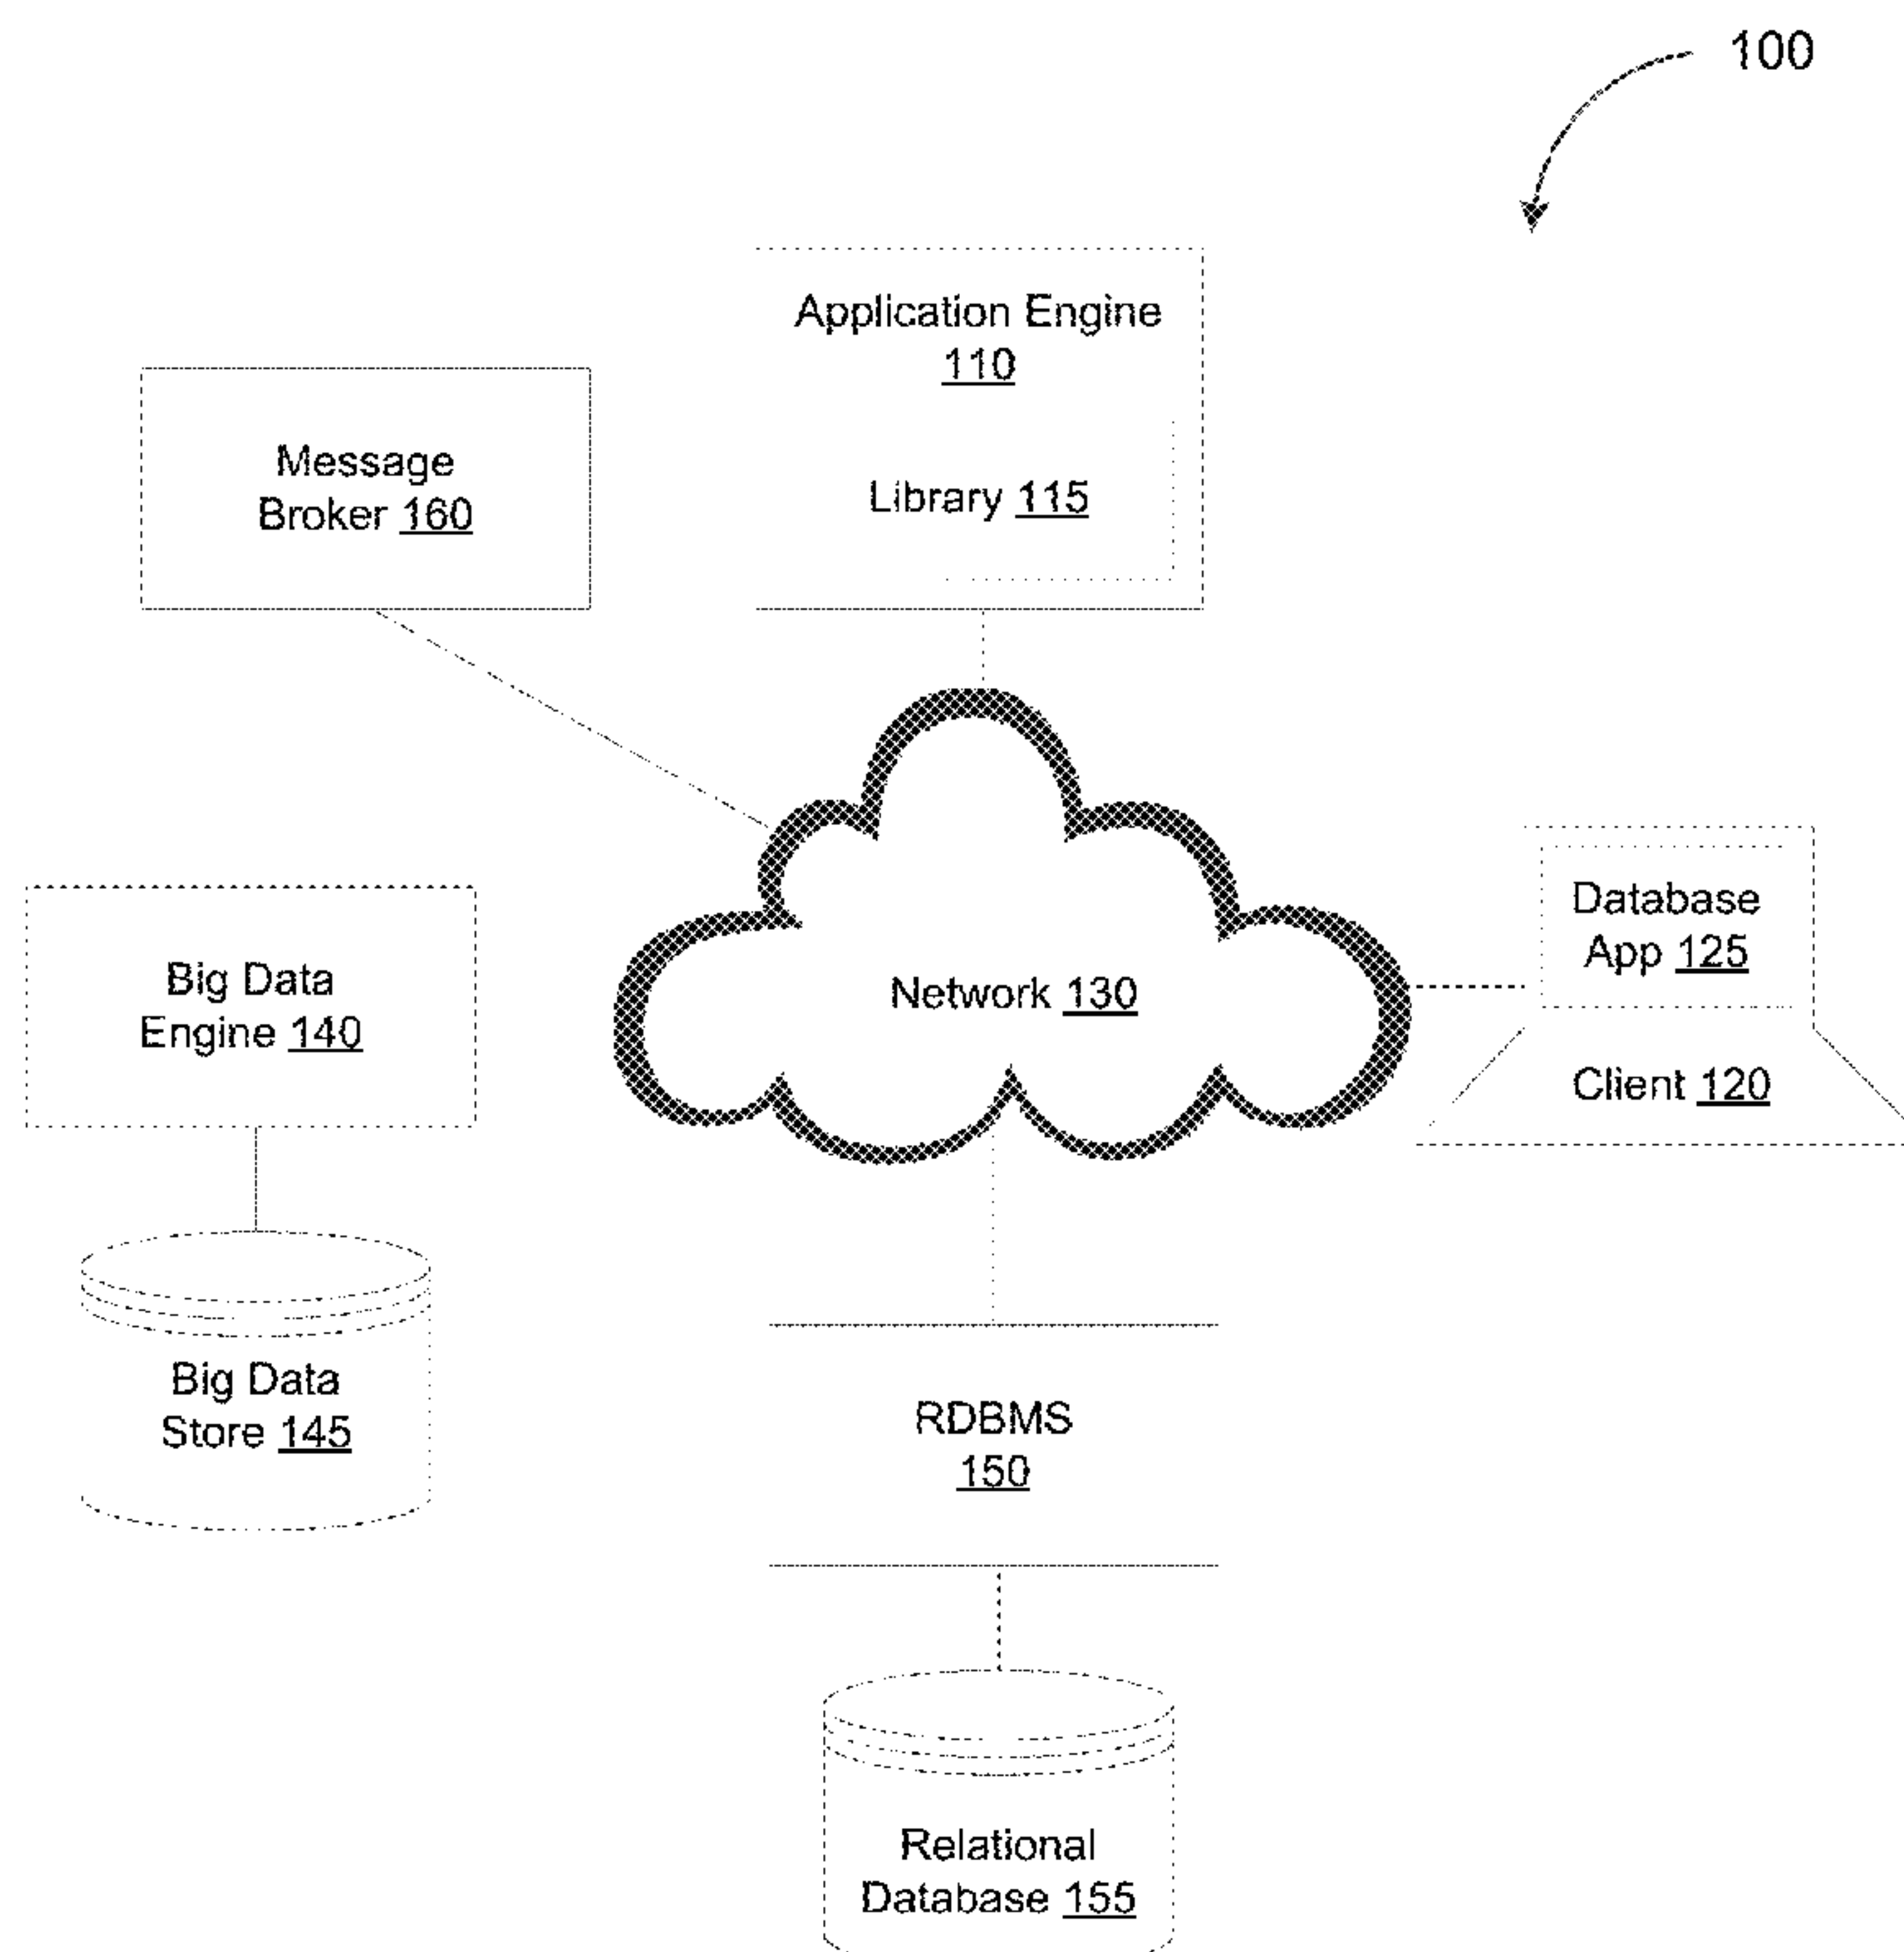 100
Application Engine
110
Library 115
Message
Broker 160
Database
App 125
Client 120
Network 130
Big Data
Engine 140
Big Data
Store 145
RDBMS
150
Relational
Database 155